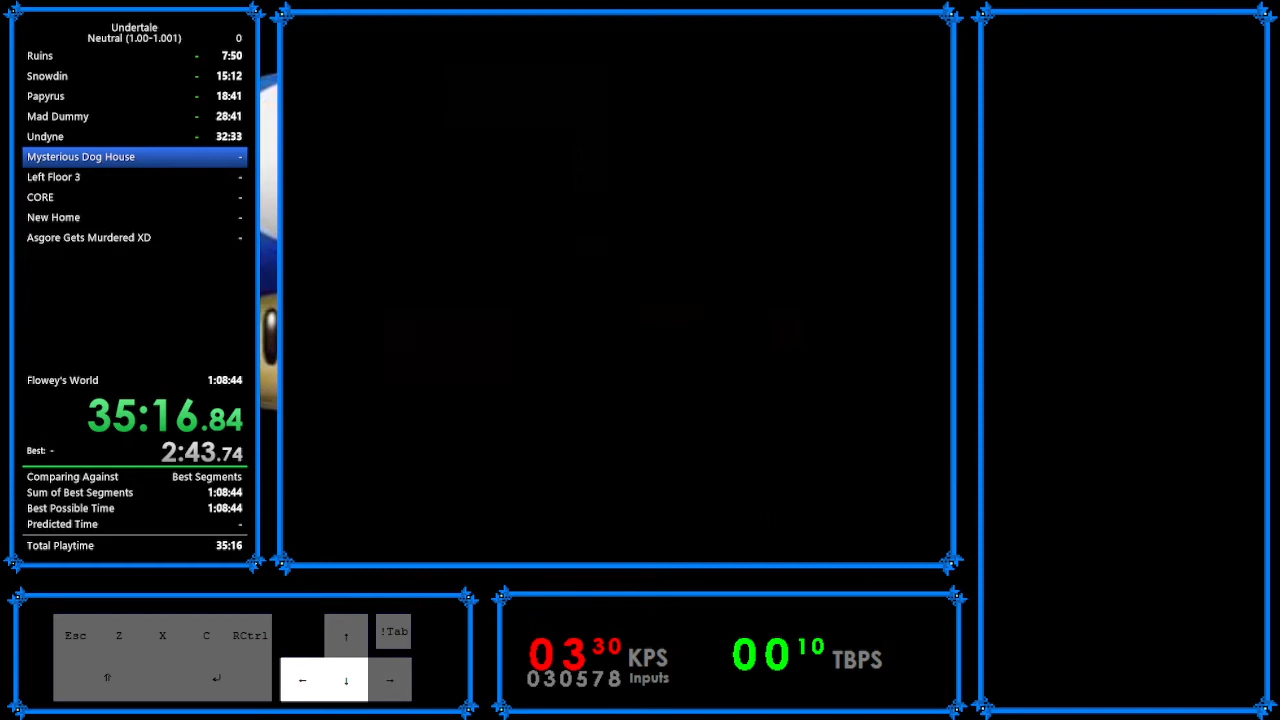 Undertale
Neutral (1.00-1.001) 0
Ruins - 7:50
Snowdin - 15:12
Papyrus - 18:41
Mad Dummy - 28:41
Undyne - 32:33
Mysterious Dog House -
Left Floor 3 -
CORE -
New Home -
Asgore Gets Murdered XD -
Flowey's World 1:08:44
35:16.84
Best: - 2:43.74
Comparing Against Best Segments
Sum of Best Segments 1:08:44
Best Possible Time 1:08:44
Predicted Time -
Total Playtime 35:16
Esc Z X C RCtrl ↑ !Tab
⇧ ↵ ← ↓ →
03 30 KPS 00 10 TBPS
030578 Inputs